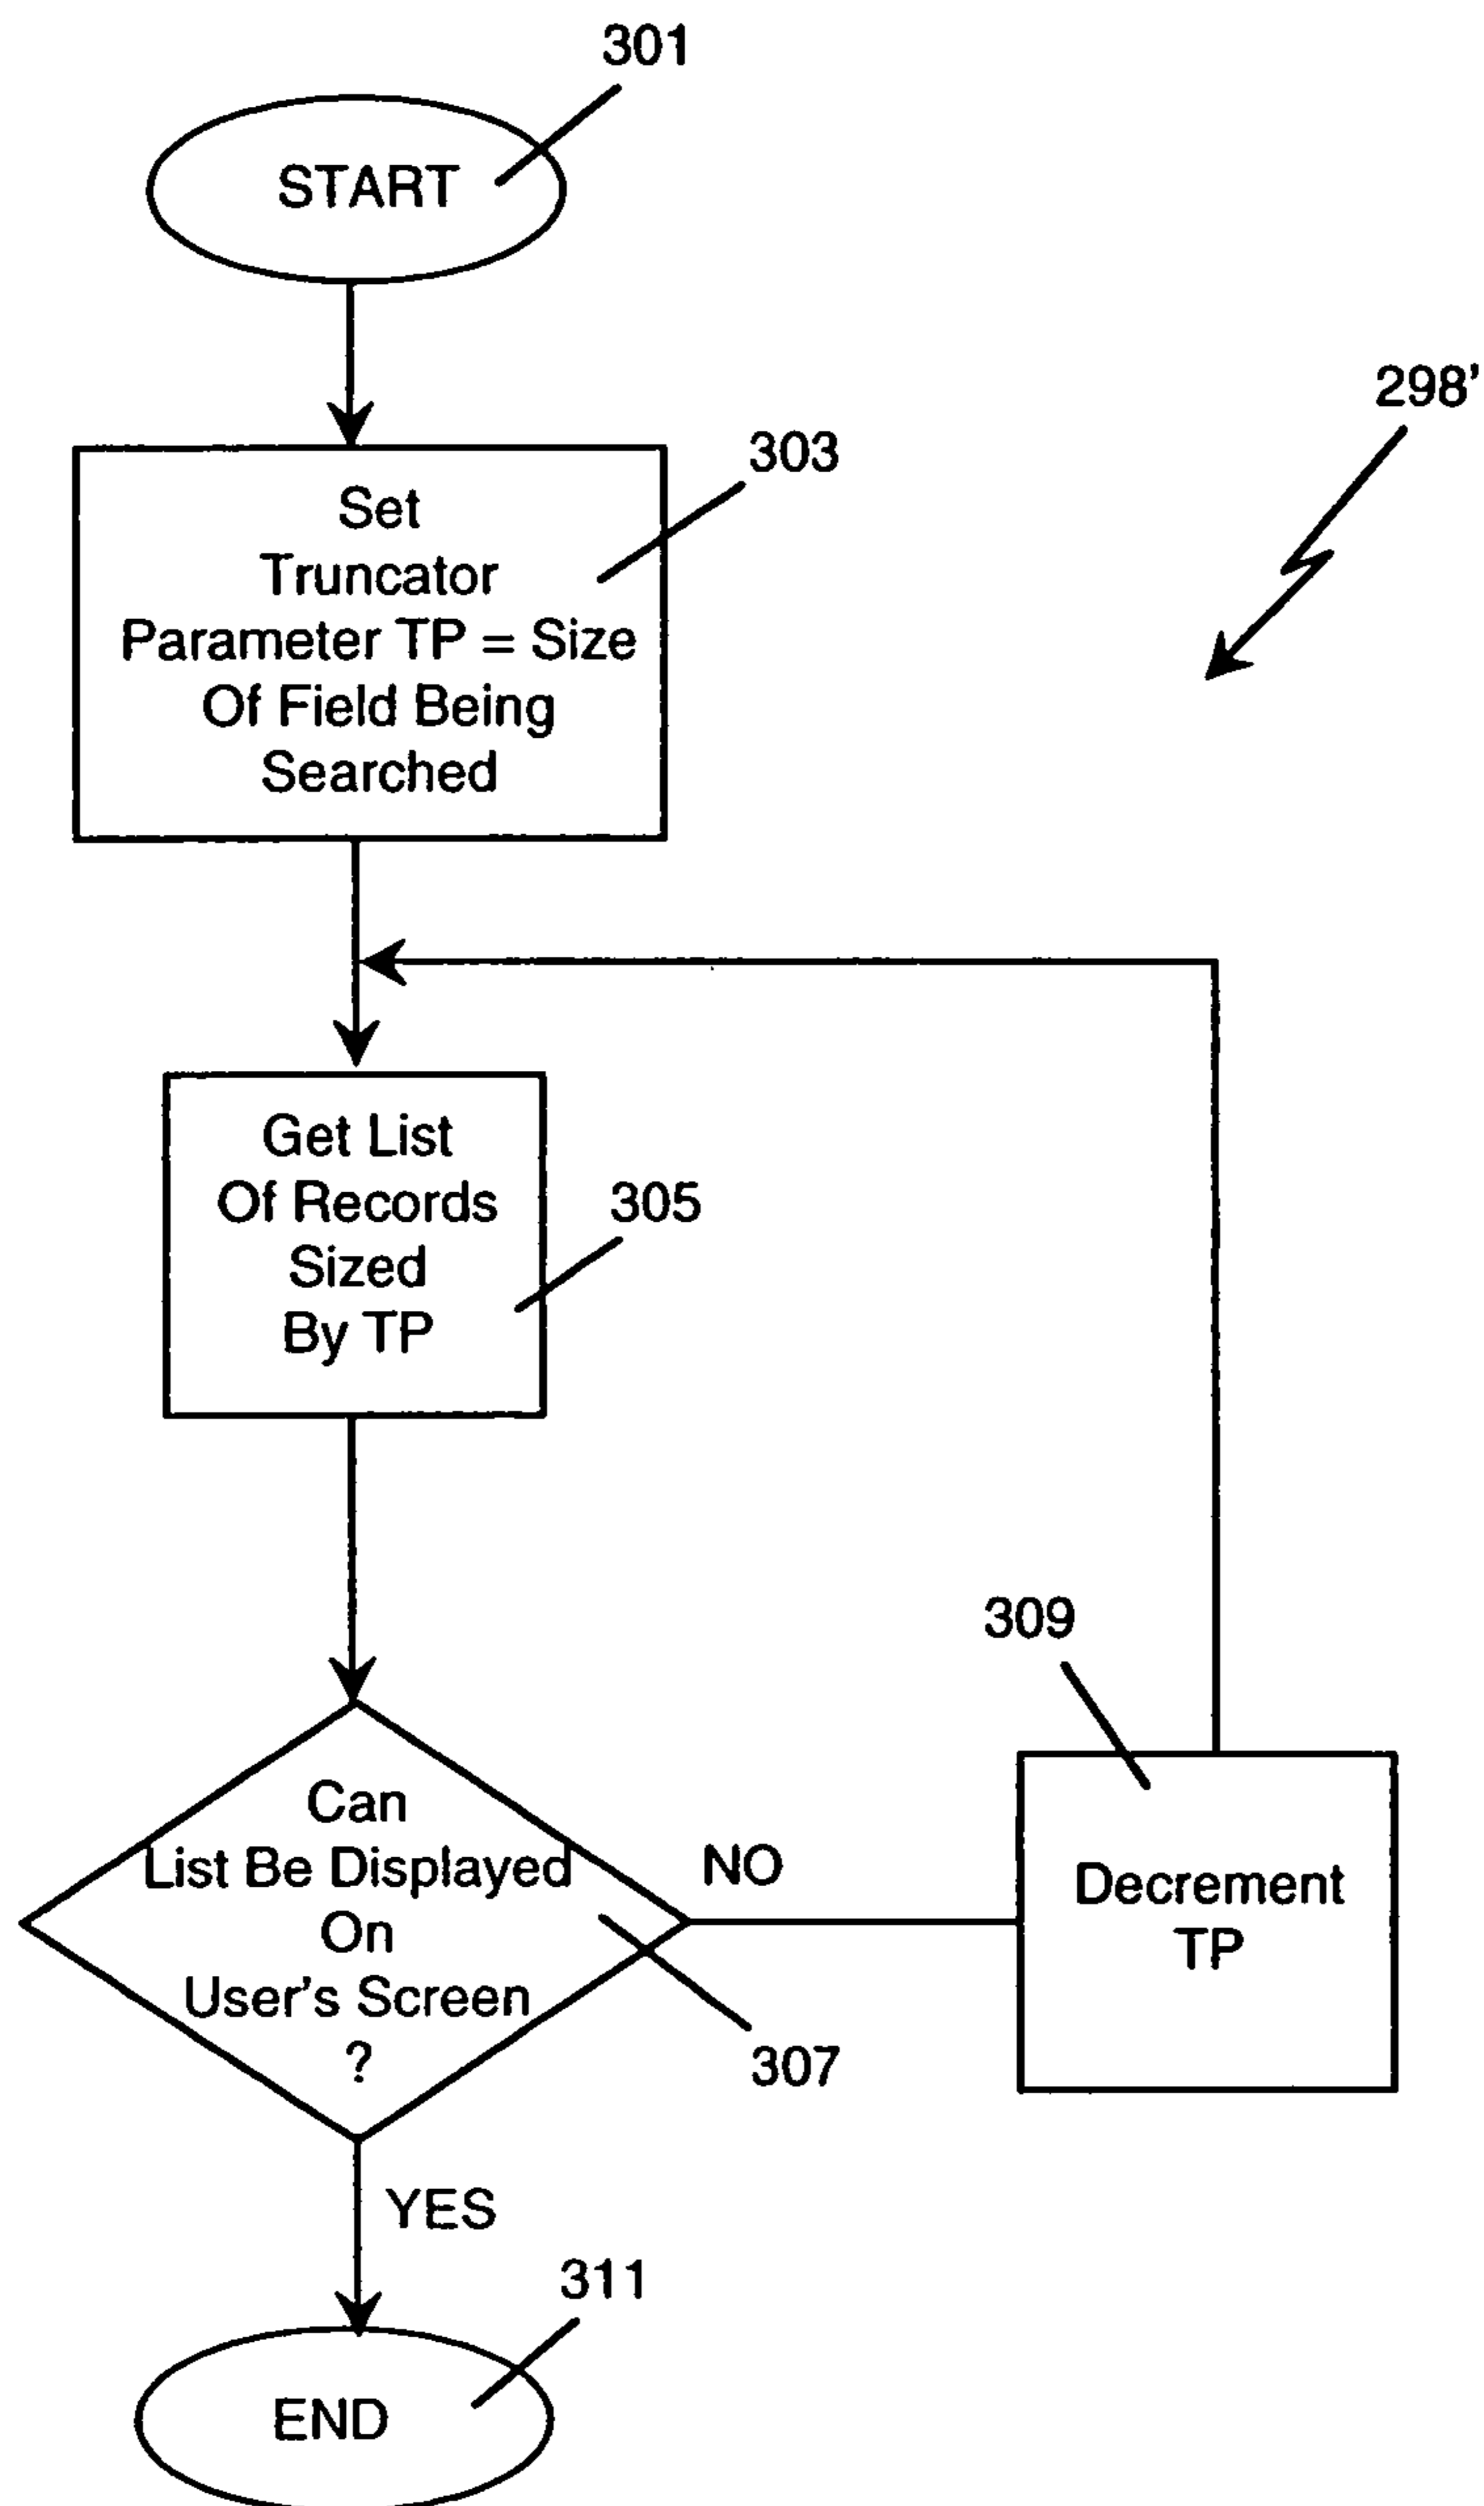 301
START
298'
303
Set
Truncator
Parameter TP = Size
Of Field Being
Searched
Get List
Of Records
Sized
By TP
305
309
Can
List Be Displayed
On
User's Screen
?
NO
Decrement
TP
307
YES
311
END